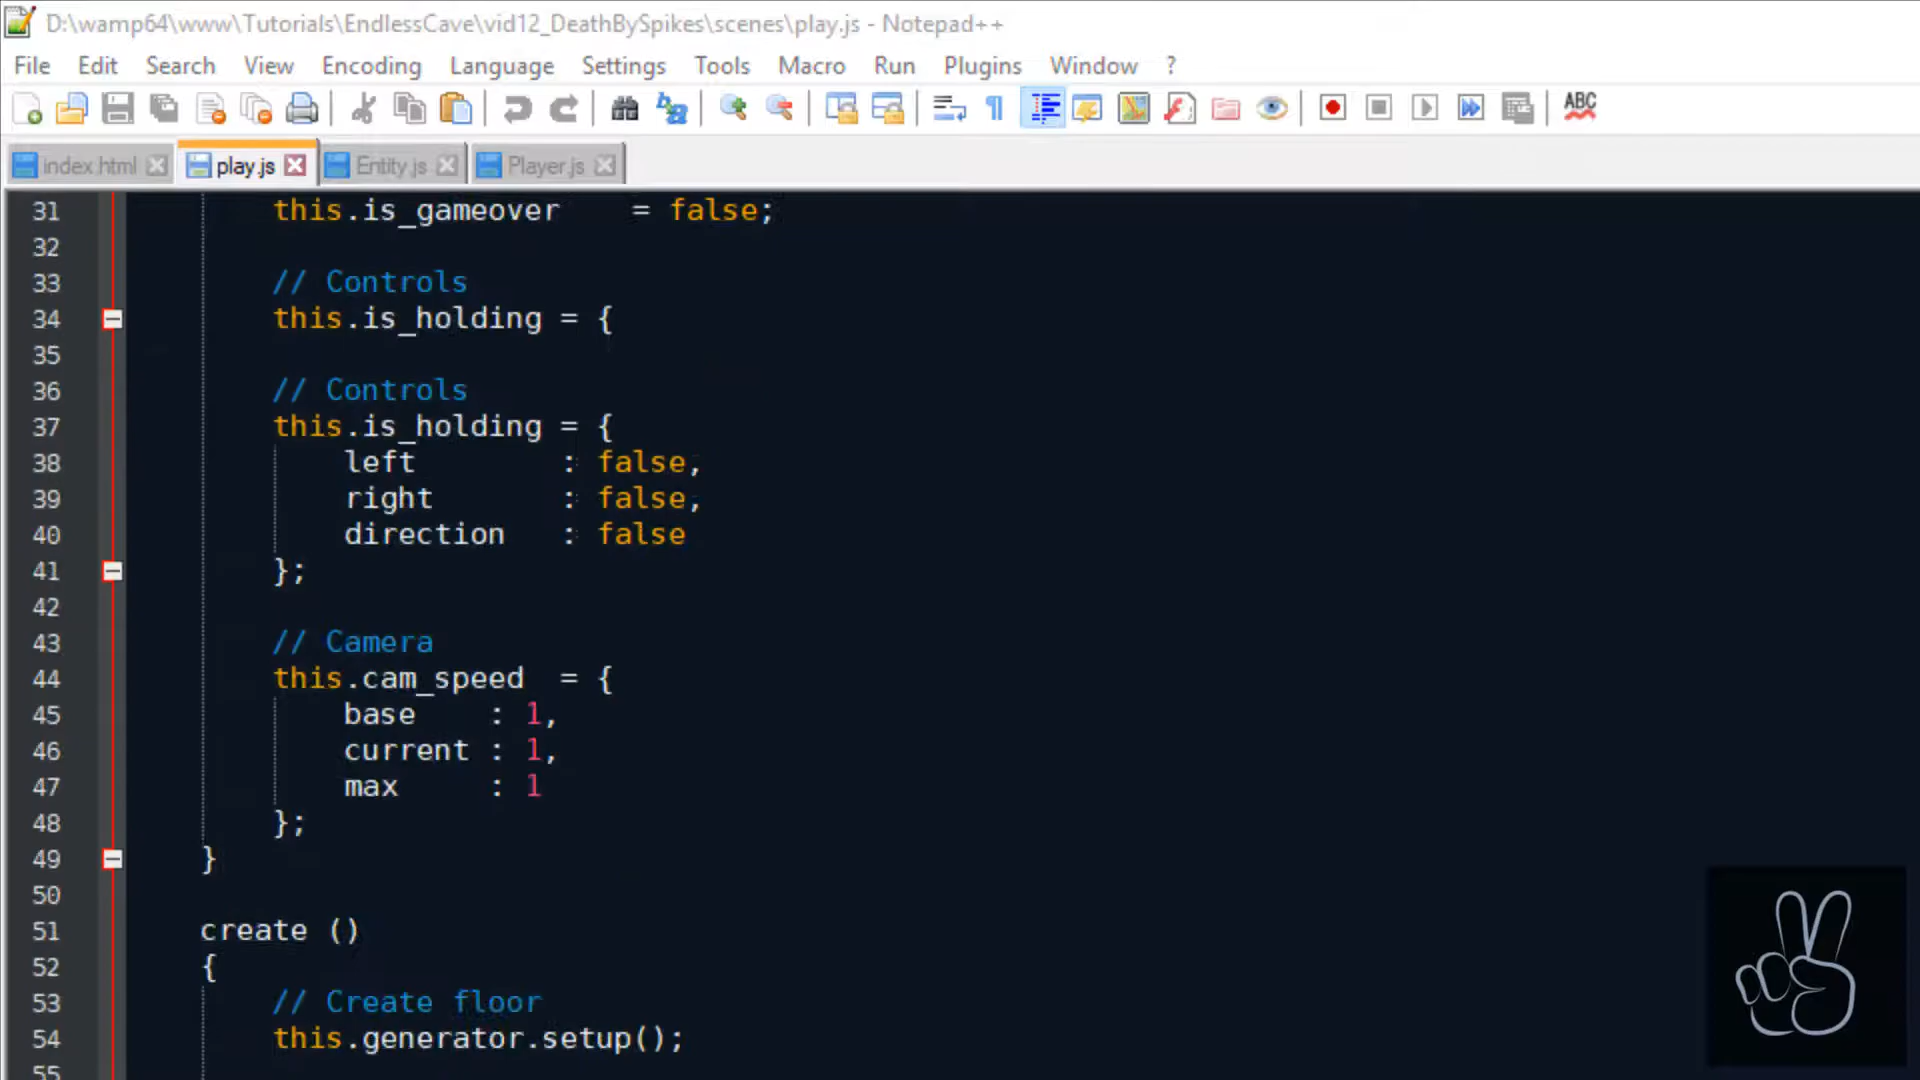 D:\wamp64\www\Tutorials\EndlessCave\vid12_DeathBySpikes\scenes\play.js - Notepad++
File Edit Search View Encoding Language Settings Tools Macro Run Plugins Window ?
ABC
index.html play.js Entity.js Player.js
31 this.is_gameover    = false;
32
33 // Controls
34 this.is_holding = {
35
36 // Controls
37 this.is_holding = {
38 left         : false,
39 right        : false,
40 direction    : false
41 };
42
43 // Camera
44 this.cam_speed  = {
45 base    : 1,
46 current : 1,
47 max     : 1
48 };
49 }
50
51 create ()
52 {
53 // Create floor
54 this.generator.setup();
55